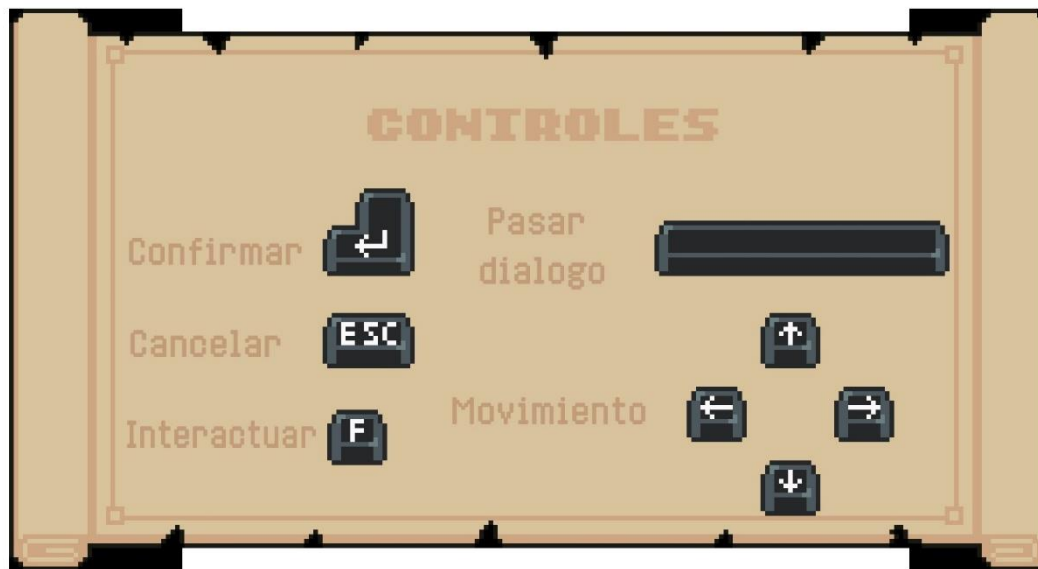 CONTROLES
Confirmar
Pasar
dialogo
Cancelar
ESC
Interactuar F
Movimiento